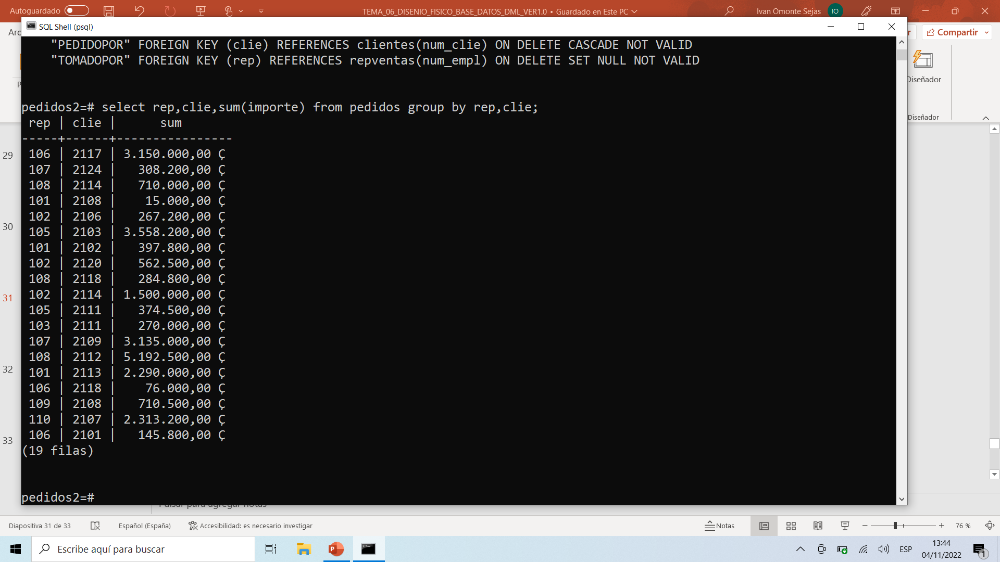 Autoguardado
TEMA_06_DISENIO_FISICO_BASE_DATOS_DML_VER1.0 • Guardado en Este PC
Ivan Omonte Sejas
IO
SQL Shell (psql)
Compartir
"PEDIDOPOR" FOREIGN KEY (clie) REFERENCES clientes(num_clie) ON DELETE CASCADE NOT VALID
"TOMADOPOR" FOREIGN KEY (rep) REFERENCES repventas(num_empl) ON DELETE SET NULL NOT VALID
Diseñador
Diseñador
pedidos2=# select rep,clie,sum(importe) from pedidos group by rep,clie;
rep | clie | sum
-----+------+----------------
106 | 2117 | 3.150.000,00 Ç
107 | 2124 | 308.200,00 Ç
108 | 2114 | 710.000,00 Ç
101 | 2108 | 15.000,00 Ç
102 | 2106 | 267.200,00 Ç
105 | 2103 | 3.558.200,00 Ç
101 | 2102 | 397.800,00 Ç
102 | 2120 | 562.500,00 Ç
108 | 2118 | 284.800,00 Ç
102 | 2114 | 1.500.000,00 Ç
105 | 2111 | 374.500,00 Ç
103 | 2111 | 270.000,00 Ç
107 | 2109 | 3.135.000,00 Ç
108 | 2112 | 5.192.500,00 Ç
101 | 2113 | 2.290.000,00 Ç
106 | 2118 | 76.000,00 Ç
109 | 2108 | 710.500,00 Ç
110 | 2107 | 2.313.200,00 Ç
106 | 2101 | 145.800,00 Ç
(19 filas)
pedidos2=#
29
30
31
32
33
Pulsar para agregar notas
Diapositiva 31 de 33
Español (España)
Accesibilidad: es necesario investigar
Notas
76 %
Escribe aquí para buscar
ESP
13:44
04/11/2022
1